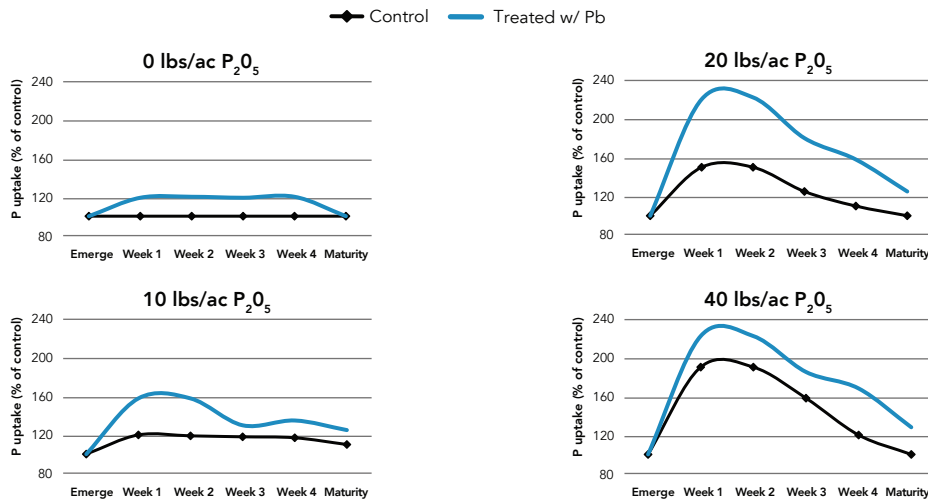 Control Treated w/ Pb
0 lbs/ac P₂0₅
P uptake (% of control)
240
200
160
120
80
Emerge Week 1 Week 2 Week 3 Week 4 Maturity
20 lbs/ac P₂0₅
P uptake (% of control)
240
200
160
120
80
Emerge Week 1 Week 2 Week 3 Week 4 Maturity
10 lbs/ac P₂0₅
P uptake (% of control)
240
200
160
120
80
Emerge Week 1 Week 2 Week 3 Week 4 Maturity
40 lbs/ac P₂0₅
P uptake (% of control)
240
200
160
120
80
Emerge Week 1 Week 2 Week 3 Week 4 Maturity